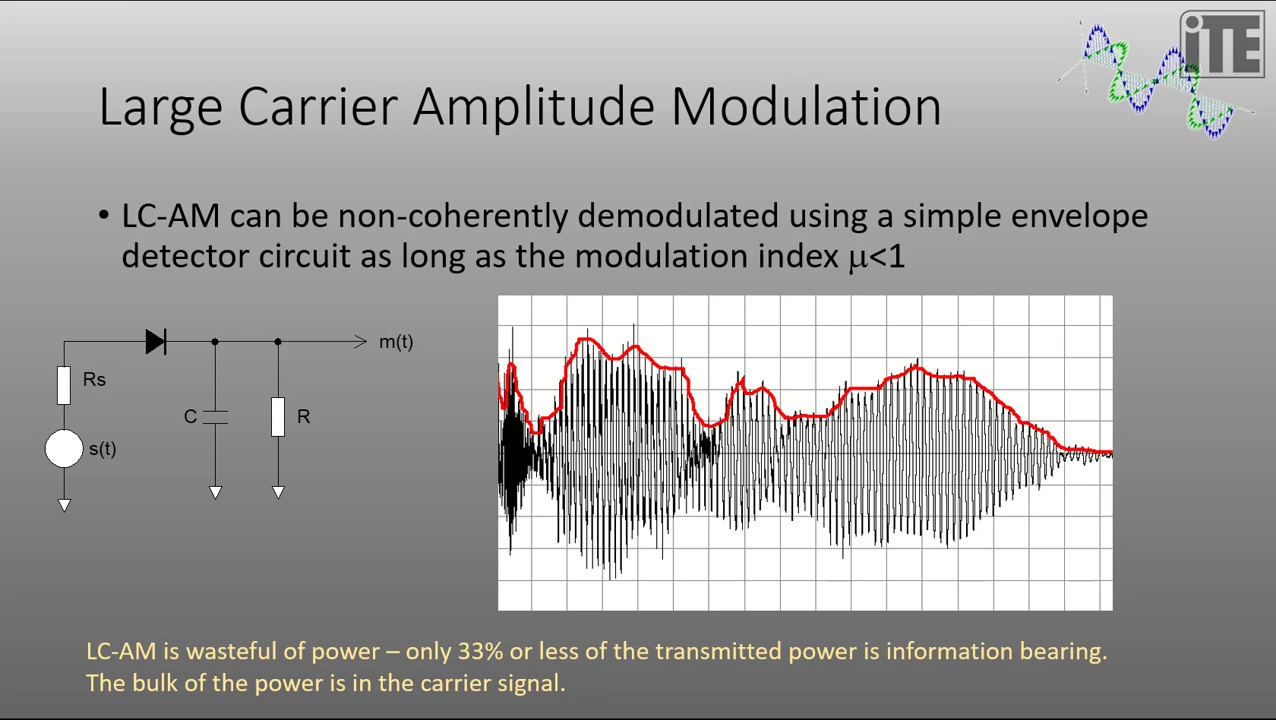 iTE
Large Carrier Amplitude Modulation
• LC-AM can be non-coherently demodulated using a simple envelope
detector circuit as long as the modulation index μ<1
m(t)
Rs
C
R
s(t)
LC-AM is wasteful of power – only 33% or less of the transmitted power is information bearing.
The bulk of the power is in the carrier signal.